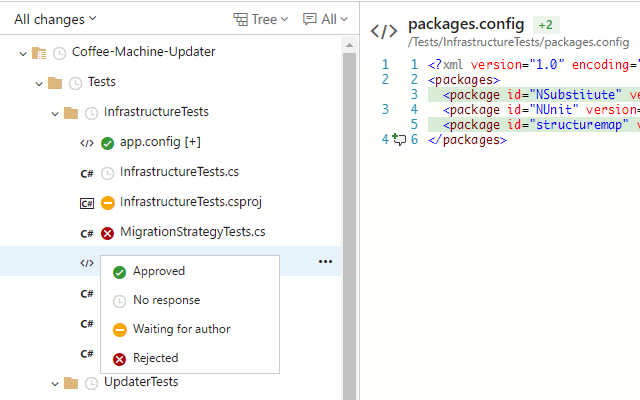 All changes
Tree
All
Coffee-Machine-Updater
Tests
InfrastructureTests
</> app.config [+]
C# InfrastructureTests.cs
C# InfrastructureTests.csproj
C# MigrationStrategyTests.cs
</>
C#
C#
C#
Approved
No response
Waiting for author
Rejected
UpdaterTests
</> packages.config +2
/Tests/InfrastructureTests/packages.config
1 1 <?xml version="1.0" encoding="
2 2 <packages>
3 <package id="NSubstitute" ve
3 4 <package id="NUnit" version=
5 <package id="structuremap" v
4 6 </packages>